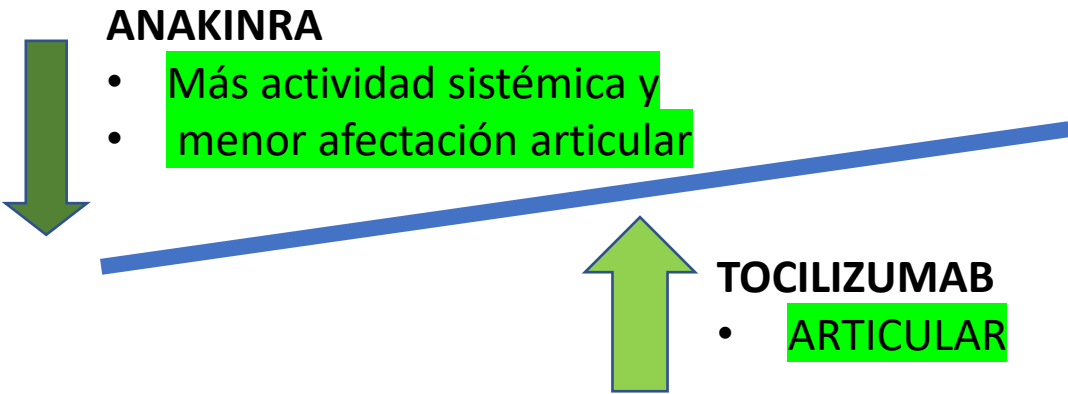 ANAKINRA
• Más actividad sistémica y
• menor afectación articular
TOCILIZUMAB
• ARTICULAR